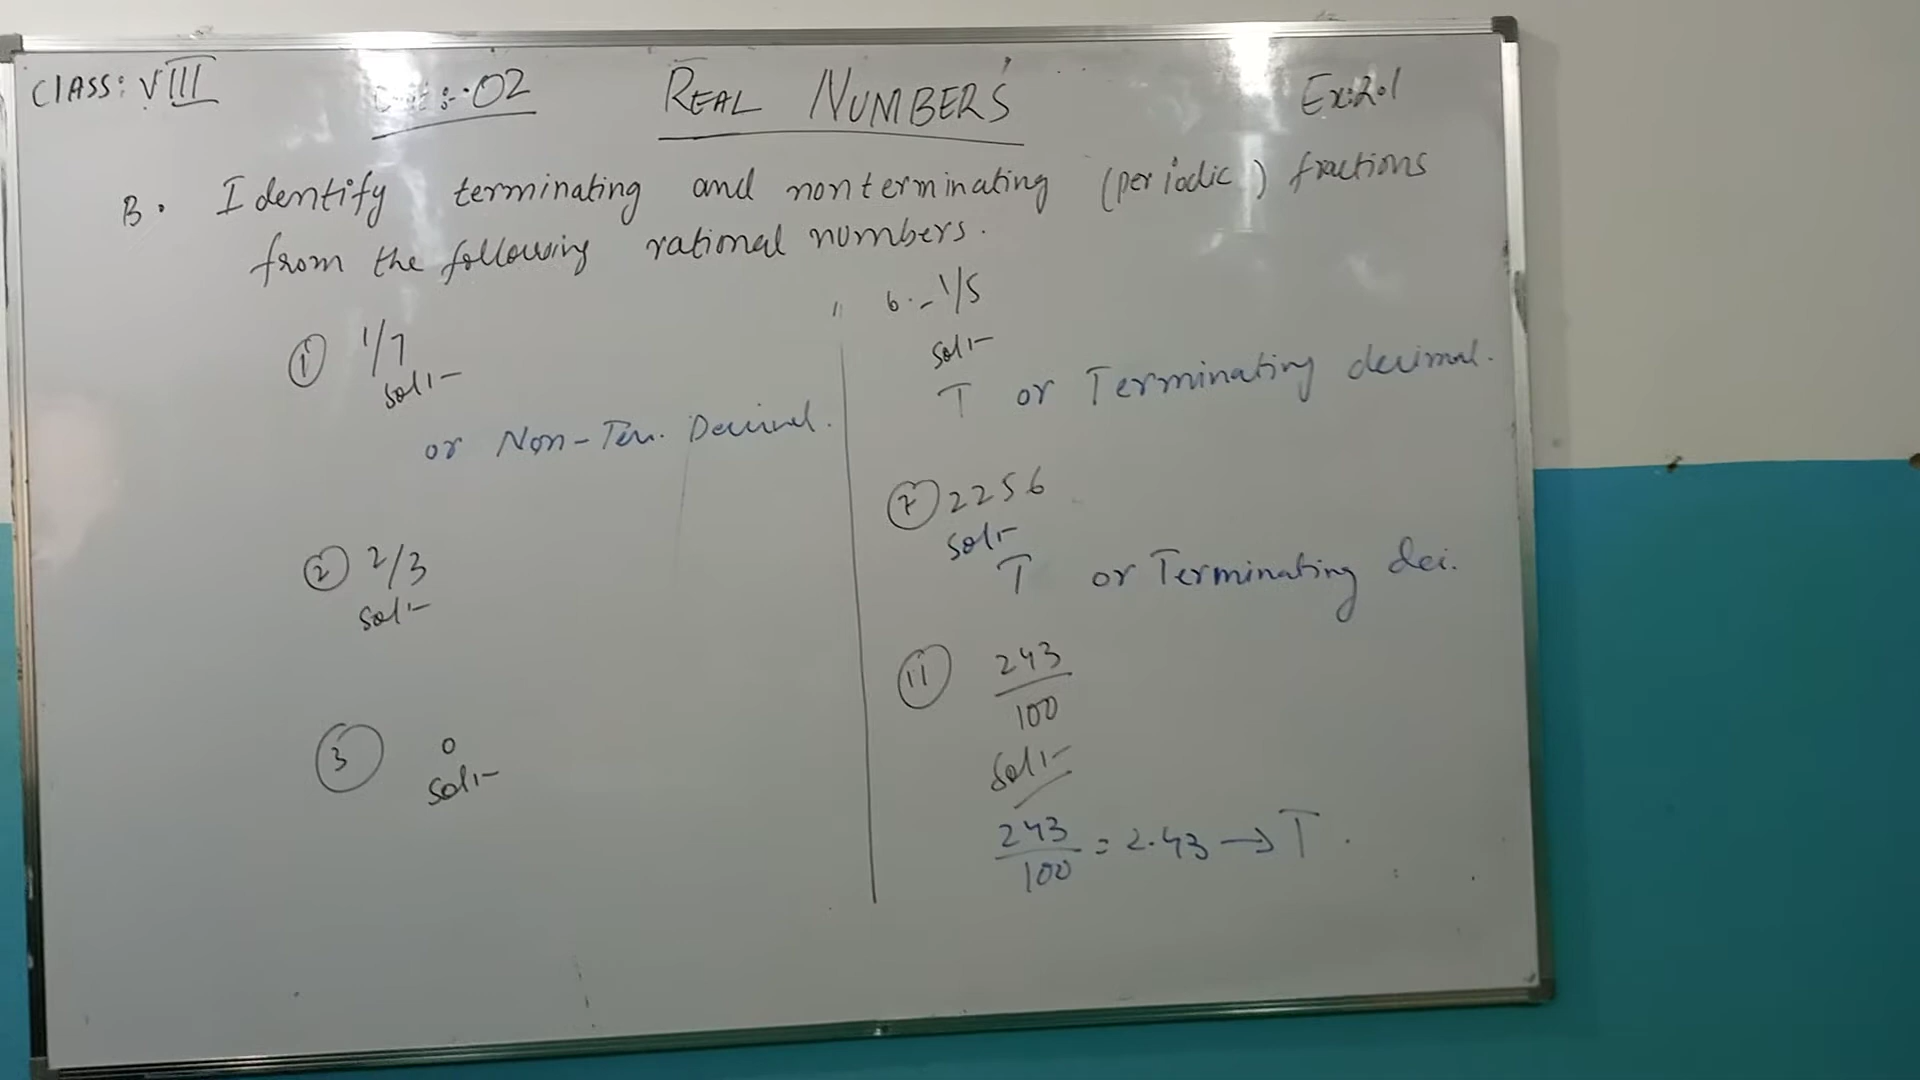 CLASS: VIII
:-02
REAL NUMBERS
Ex:2.1
B. Identify terminating and nonterminating (periodic) fractions
from the following rational numbers.
① 1/7
Sol:-
or Non-Ter. Decimal.
② 2/3
Sol:-
③ 0
Sol:-
6. -1/5
Sol:-
T or Terminating decimal.
⑦ 2256
Sol:-
T or Terminating dei.
⑪ 243/100
Sol:-
243/100 = 2.43 → T.